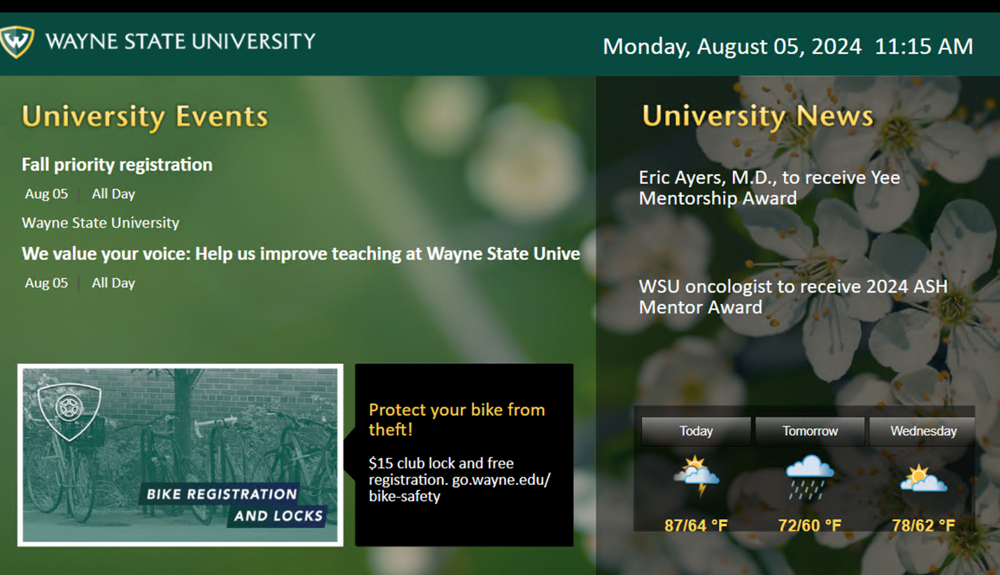 WAYNE STATE UNIVERSITY
Monday, August 05, 2024 11:15 AM
University Events
Fall priority registration
Aug 05 | All Day
Wayne State University
We value your voice: Help us improve teaching at Wayne State Unive
Aug 05 | All Day
BIKE REGISTRATION
AND LOCKS
Protect your bike from
theft!
$15 club lock and free
registration. go.wayne.edu/
bike-safety
University News
Eric Ayers, M.D., to receive Yee
Mentorship Award
WSU oncologist to receive 2024 ASH
Mentor Award
Today
Tomorrow
Wednesday
87/64 °F
72/60 °F
78/62 °F